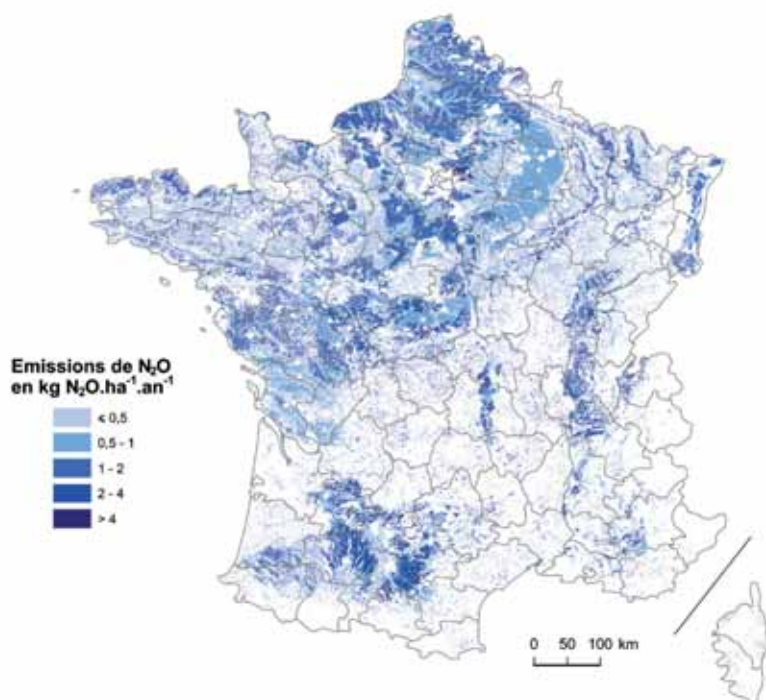 Emissions de N₂O
en kg N₂O.ha⁻¹.an⁻¹
≤ 0,5
0,5 - 1
1 - 2
2 - 4
> 4
0 50 100 km